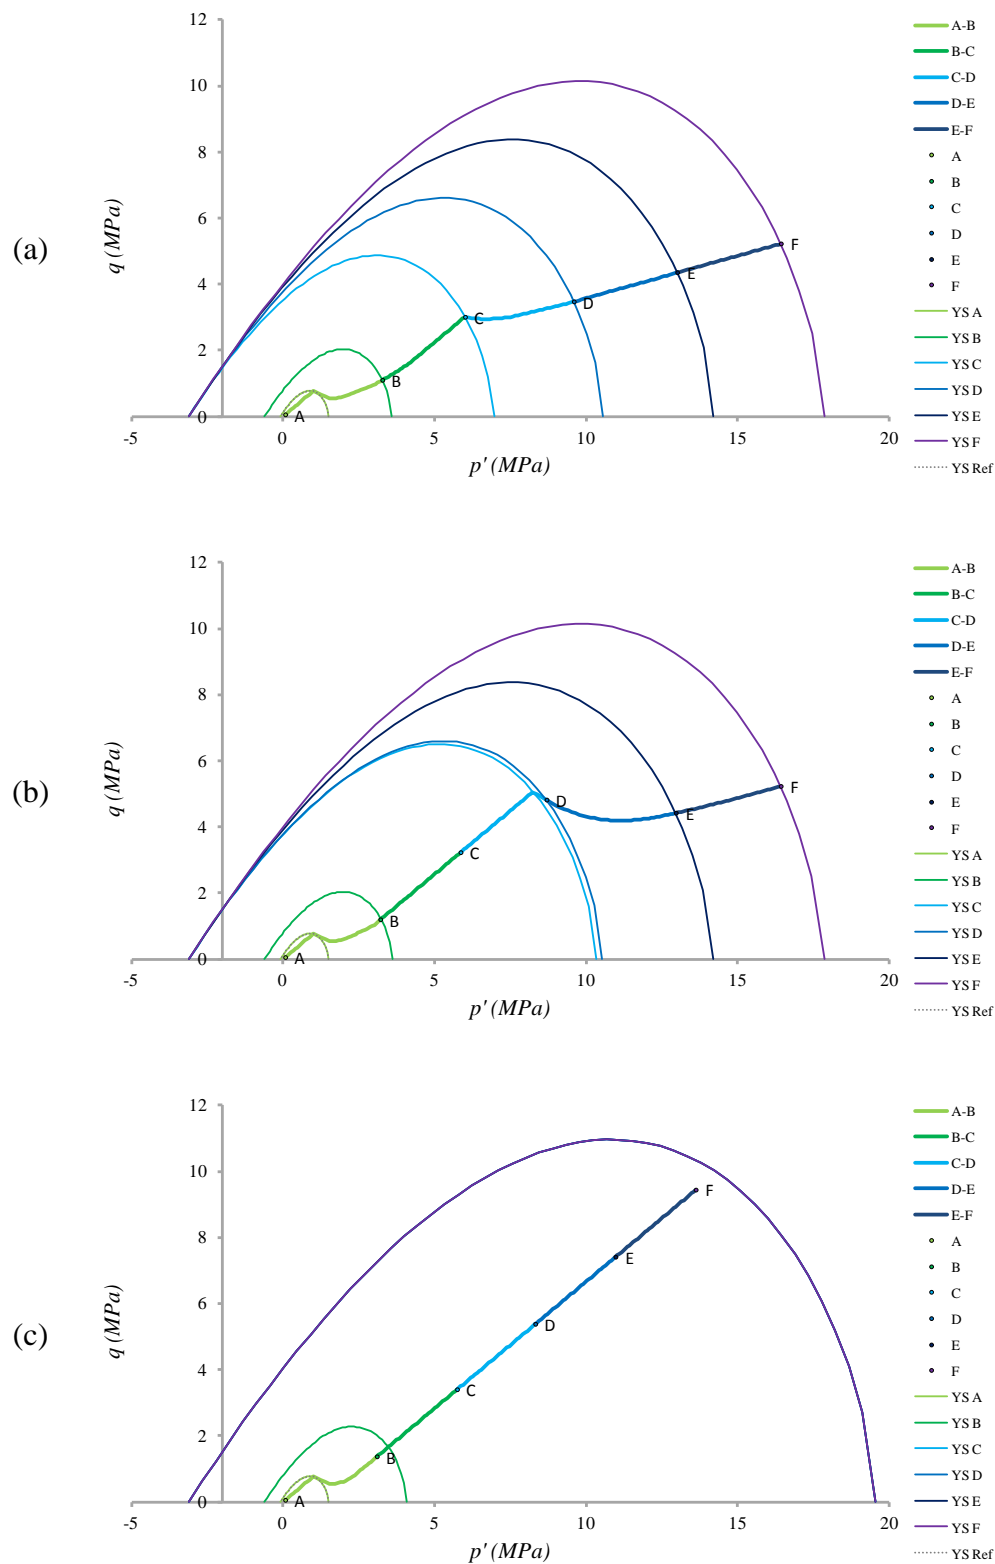 (a)
q (MPa)
12
10
8
6
4
2
0
-5
0
5
10
15
20
p' (MPa)
A
B
C
D
E
F
A-B
B-C
C-D
D-E
E-F
A
B
C
D
E
F
YS A
YS B
YS C
YS D
YS E
YS F
YS Ref
(b)
q (MPa)
12
10
8
6
4
2
0
-5
0
5
10
15
20
p' (MPa)
A
B
C
D
E
F
A-B
B-C
C-D
D-E
E-F
A
B
C
D
E
F
YS A
YS B
YS C
YS D
YS E
YS F
YS Ref
(c)
q (MPa)
12
10
8
6
4
2
0
-5
0
5
10
15
20
p' (MPa)
A
B
C
D
E
F
A-B
B-C
C-D
D-E
E-F
A
B
C
D
E
F
YS A
YS B
YS C
YS D
YS E
YS F
YS Ref